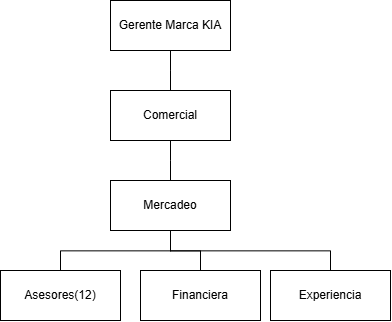 Gerente Marca KIA
Comercial
Mercadeo
Asesores(12)
Financiera
Experiencia